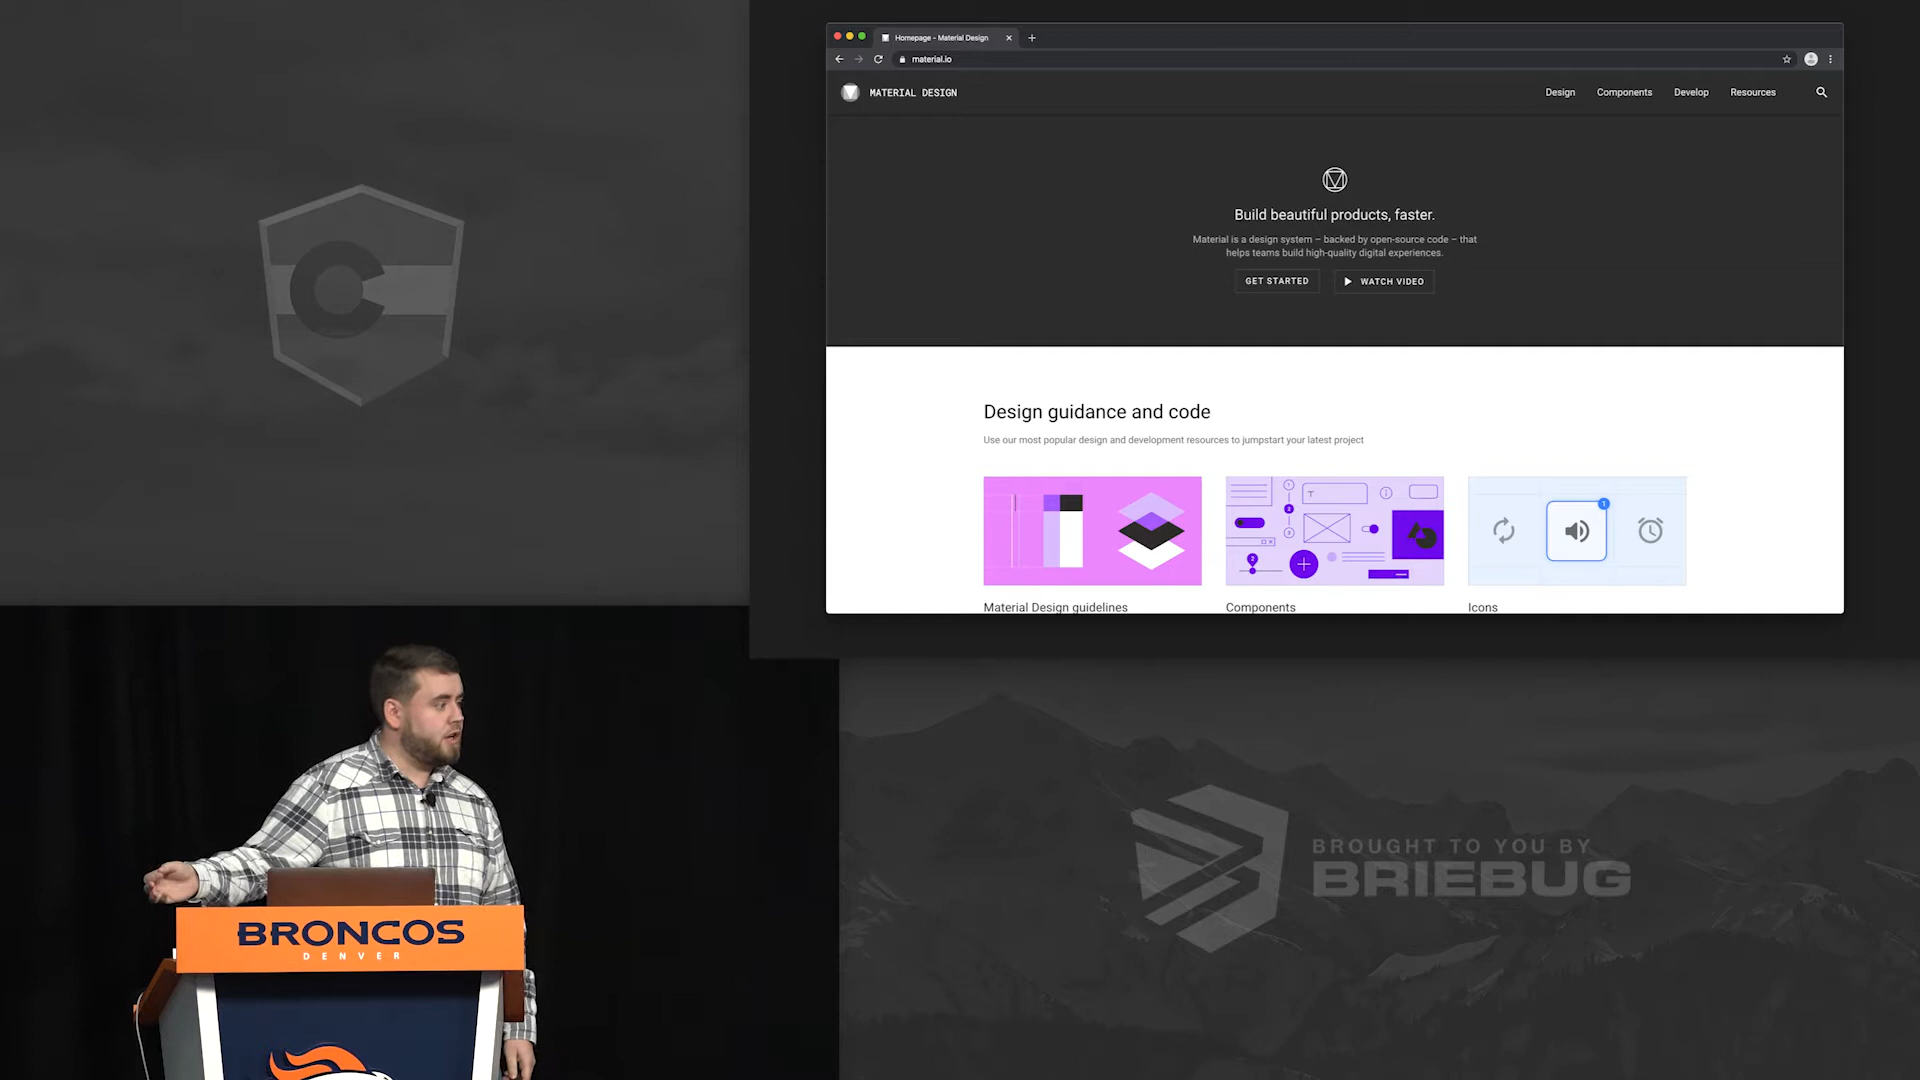 Homepage - Material Design
material.io
MATERIAL DESIGN
Design
Components
Develop
Resources
Build beautiful products, faster.
Material is a design system – backed by open-source code – that
helps teams build high-quality digital experiences.
GET STARTED
WATCH VIDEO
Design guidance and code
Use our most popular design and development resources to jumpstart your latest project
Material Design guidelines
Components
Icons
BROUGHT TO YOU BY
BRIEBUG
BRONCOS
DENVER